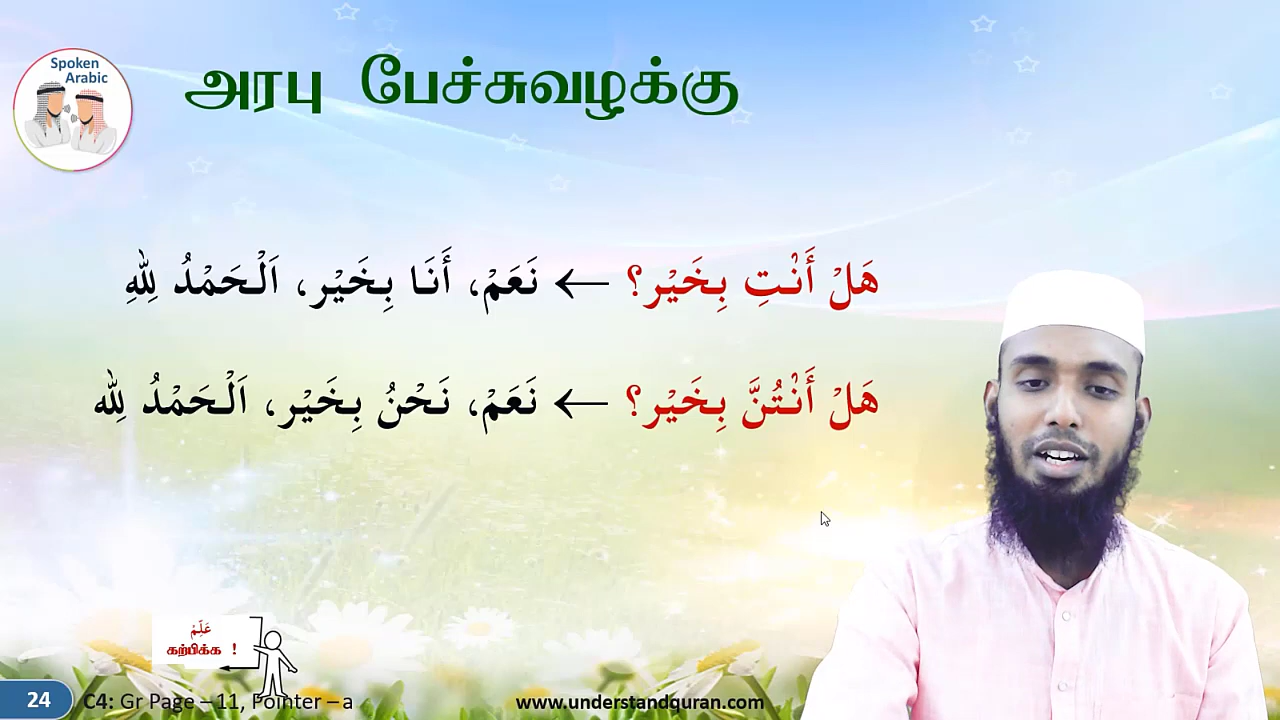 Spoken
Arabic
அரபு பேச்சுவழக்கு
هَلْ أَنْتِ بِخَيْر؟ ← نَعَمْ، أَنَا بِخَيْر، اَلْحَمْدُ لِلّٰهِ
هَلْ أَنْتُنَّ بِخَيْر؟ ← نَعَمْ، نَحْنُ بِخَيْر، اَلْحَمْدُ لِلّٰه
عَلِّمْ
கற்பிக்க !
24
C4: Gr Page – 11, Pointer – a
www.understandquran.com